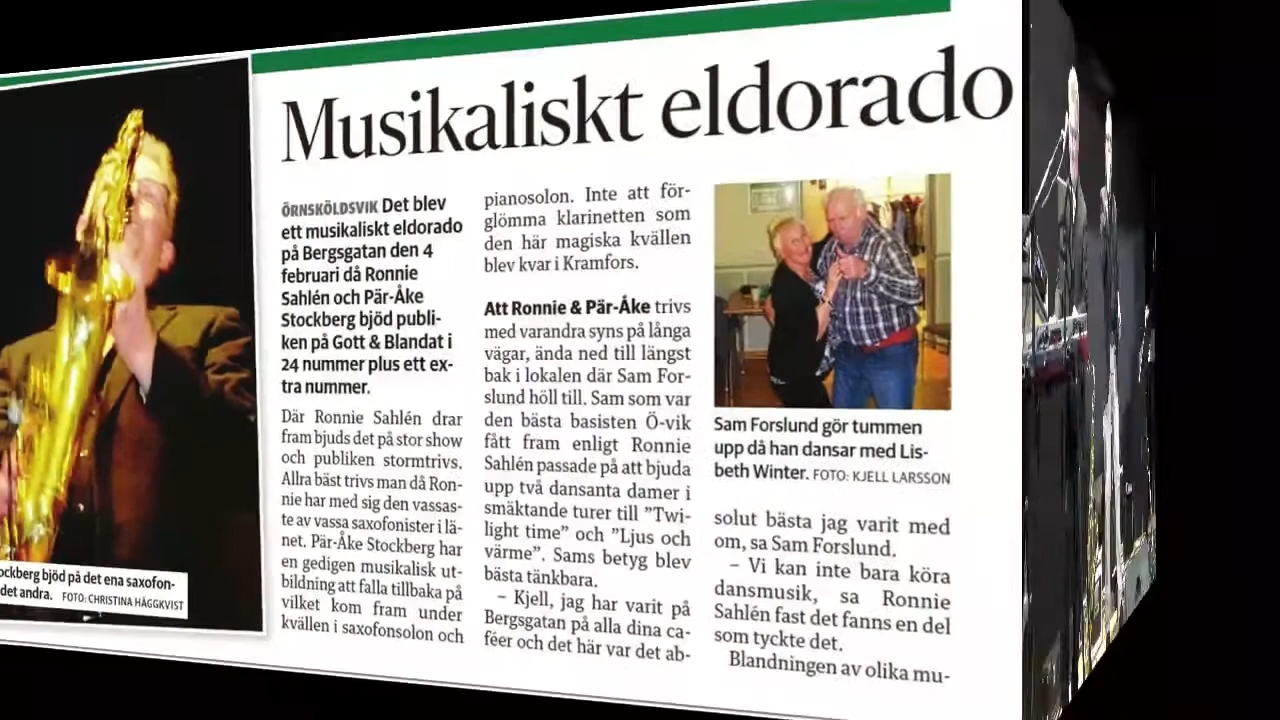 Musikaliskt eldorado
ÖRNSKÖLDSVIK Det blev
ett musikaliskt eldorado
på Bergsgatan den 4
februari då Ronnie
Sahlén och Pär-Åke
Stockberg bjöd publi-
ken på Gott & Blandat i
24 nummer plus ett ex-
tra nummer.
Där Ronnie Sahlén drar
fram bjuds det på stor show
och publiken stormtrivs.
Allra bäst trivs man då Ron-
nie har med sig den vassas-
te av vassa saxofonister i lä-
net. Pär-Åke Stockberg har
en gedigen musikalisk ut-
bildning att falla tillbaka på
vilket kom fram under
kvällen i saxofonsolon och
pianosolon. Inte att för-
glömma klarinetten som
den här magiska kvällen
blev kvar i Kramfors.
Att Ronnie & Pär-Åke trivs
med varandra syns på långa
vägar, ända ned till längst
bak i lokalen där Sam For-
slund höll till. Sam som var
den bästa basisten Ö-vik
fått fram enligt Ronnie
Sahlén passade på att bjuda
upp två dansanta damer i
smäktande turer till ”Twi-
light time” och ”Ljus och
värme”. Sams betyg blev
bästa tänkbara.
– Kjell, jag har varit på
Bergsgatan på alla dina ca-
féer och det här var det ab-
Sam Forslund gör tummen
upp då han dansar med Lis-
beth Winter. FOTO: KJELL LARSSON
solut bästa jag varit med
om, sa Sam Forslund.
– Vi kan inte bara köra
dansmusik, sa Ronnie
Sahlén fast det fanns en del
som tyckte det.
Blandningen av olika mu-
ockberg bjöd på det ena saxofon-
det andra. FOTO: CHRISTINA HÄGGKVIST